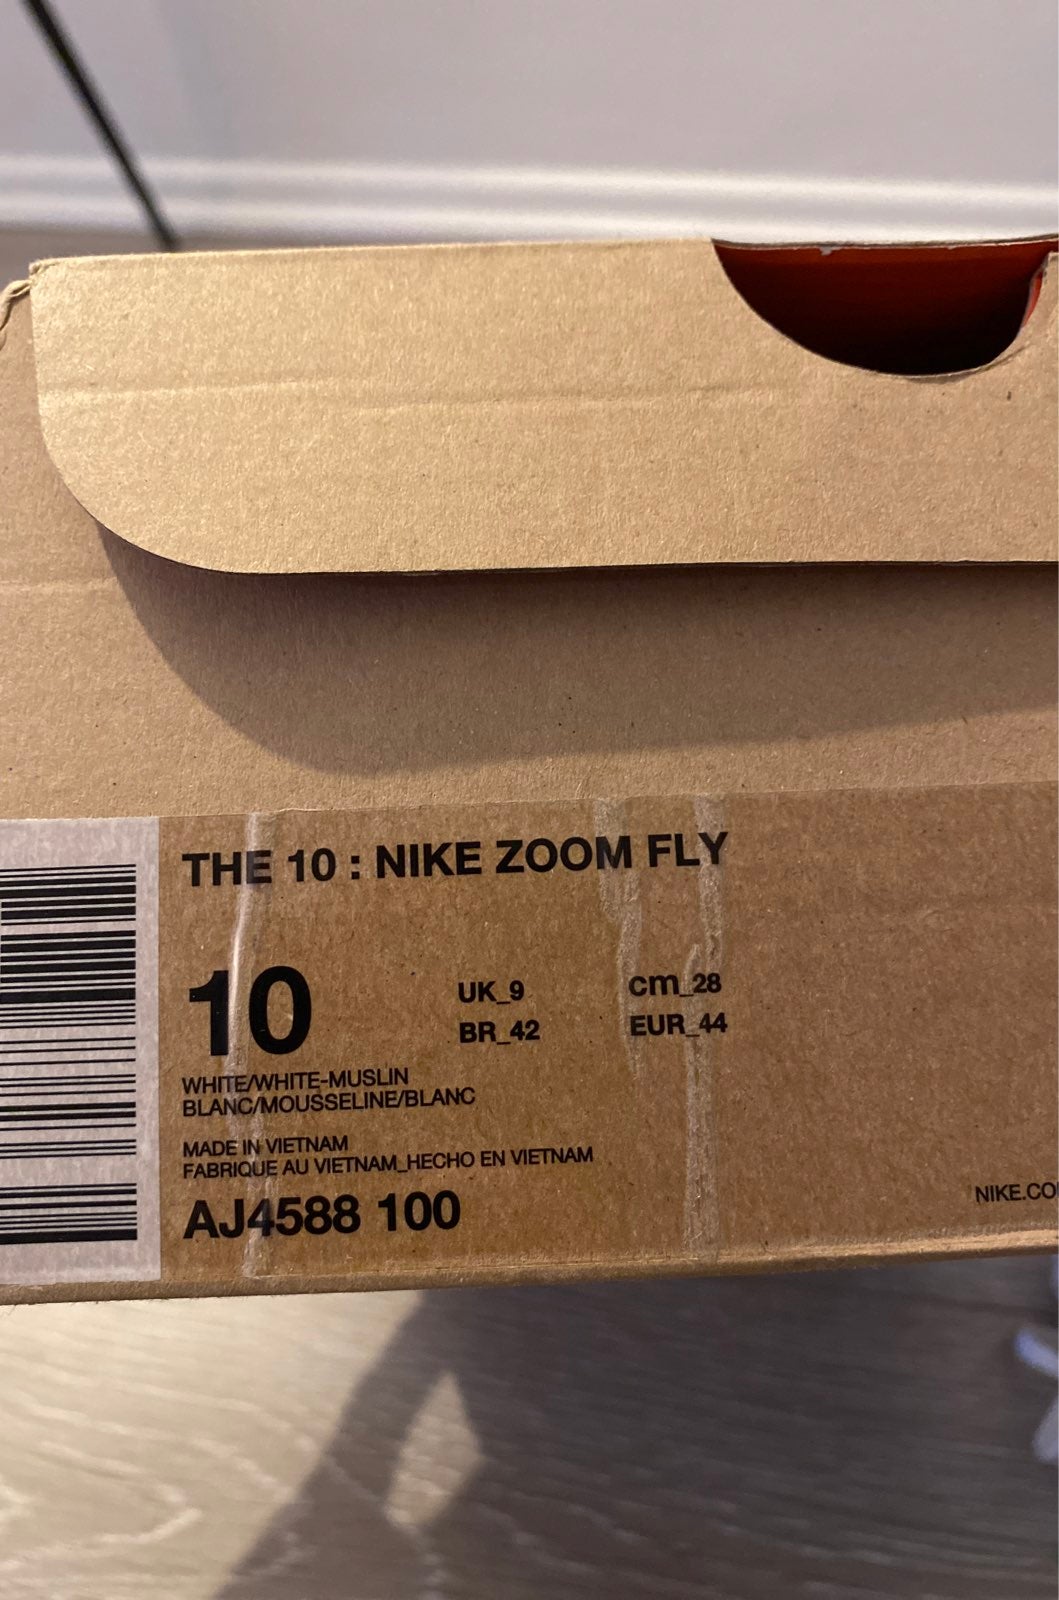 THE 10 : NIKE ZOOM FLY
10
UK_9
cm_28
BR_42
EUR_44
WHITE/WHITE-MUSLIN
BLANC/MOUSSELINE/BLANC
MADE IN VIETNAM
FABRIQUE AU VIETNAM_HECHO EN VIETNAM
AJ4588 100
NIKE.CO